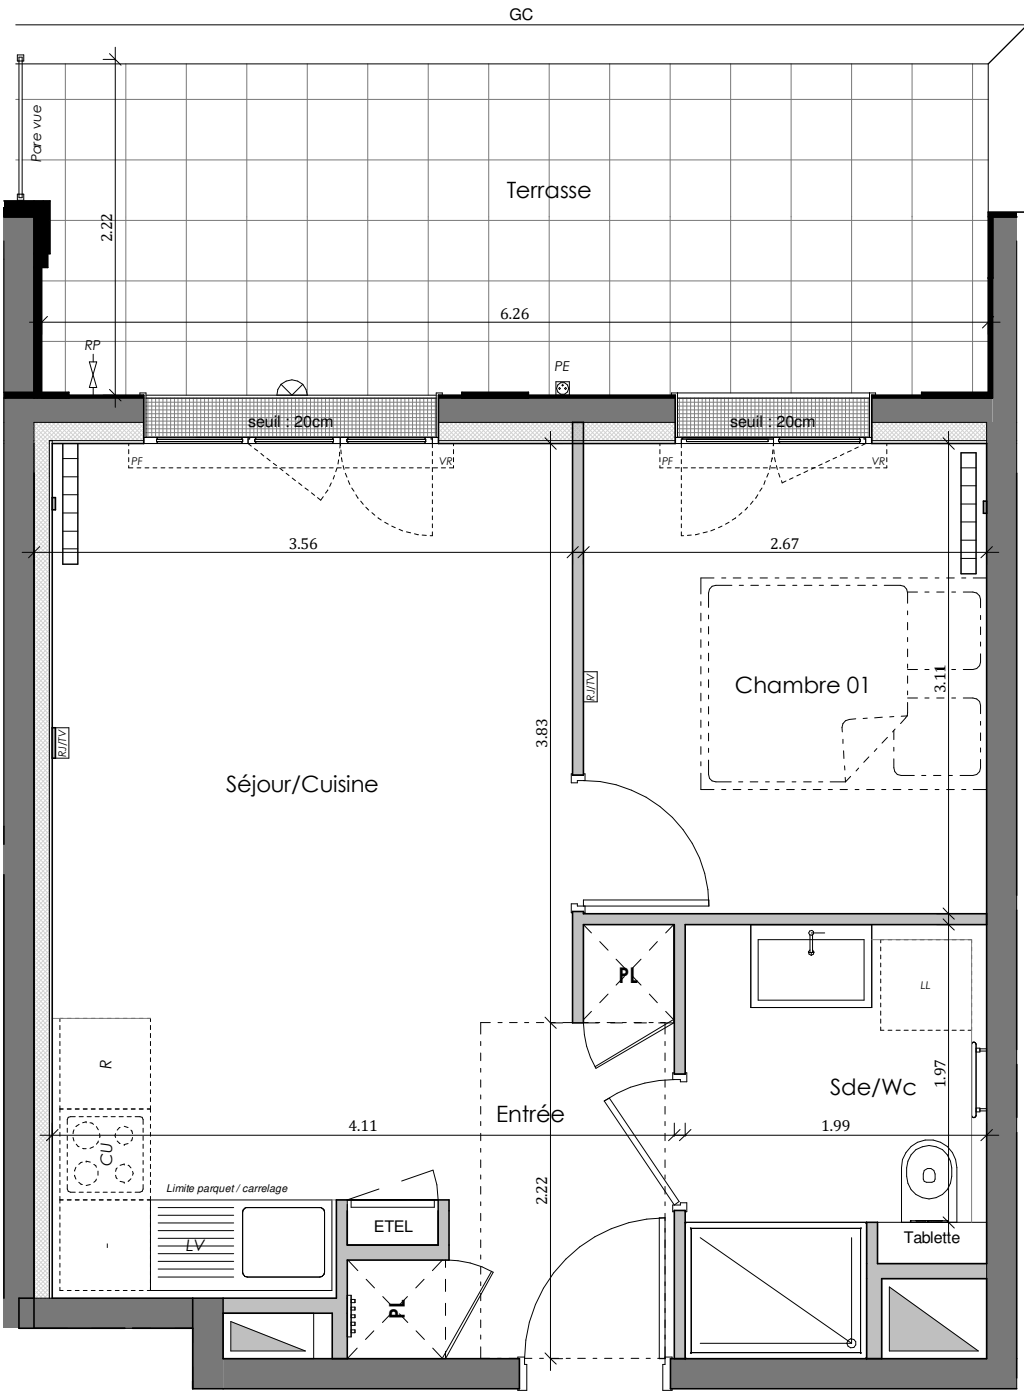 GC
Pare vue
Terrasse
2.22
6.26
RP
PE
seuil : 20cm
seuil : 20cm
PF
VR
PF
VR
3.56
2.67
RJ/TV
Chambre 01
3.11
RJ/TV
3.83
Séjour/Cuisine
PL
LL
R
Sde/Wc
1.97
Entrée
4.11
1.99
CU
Limite parquet / carrelage
2.22
ETEL
LV
Tablette
PL